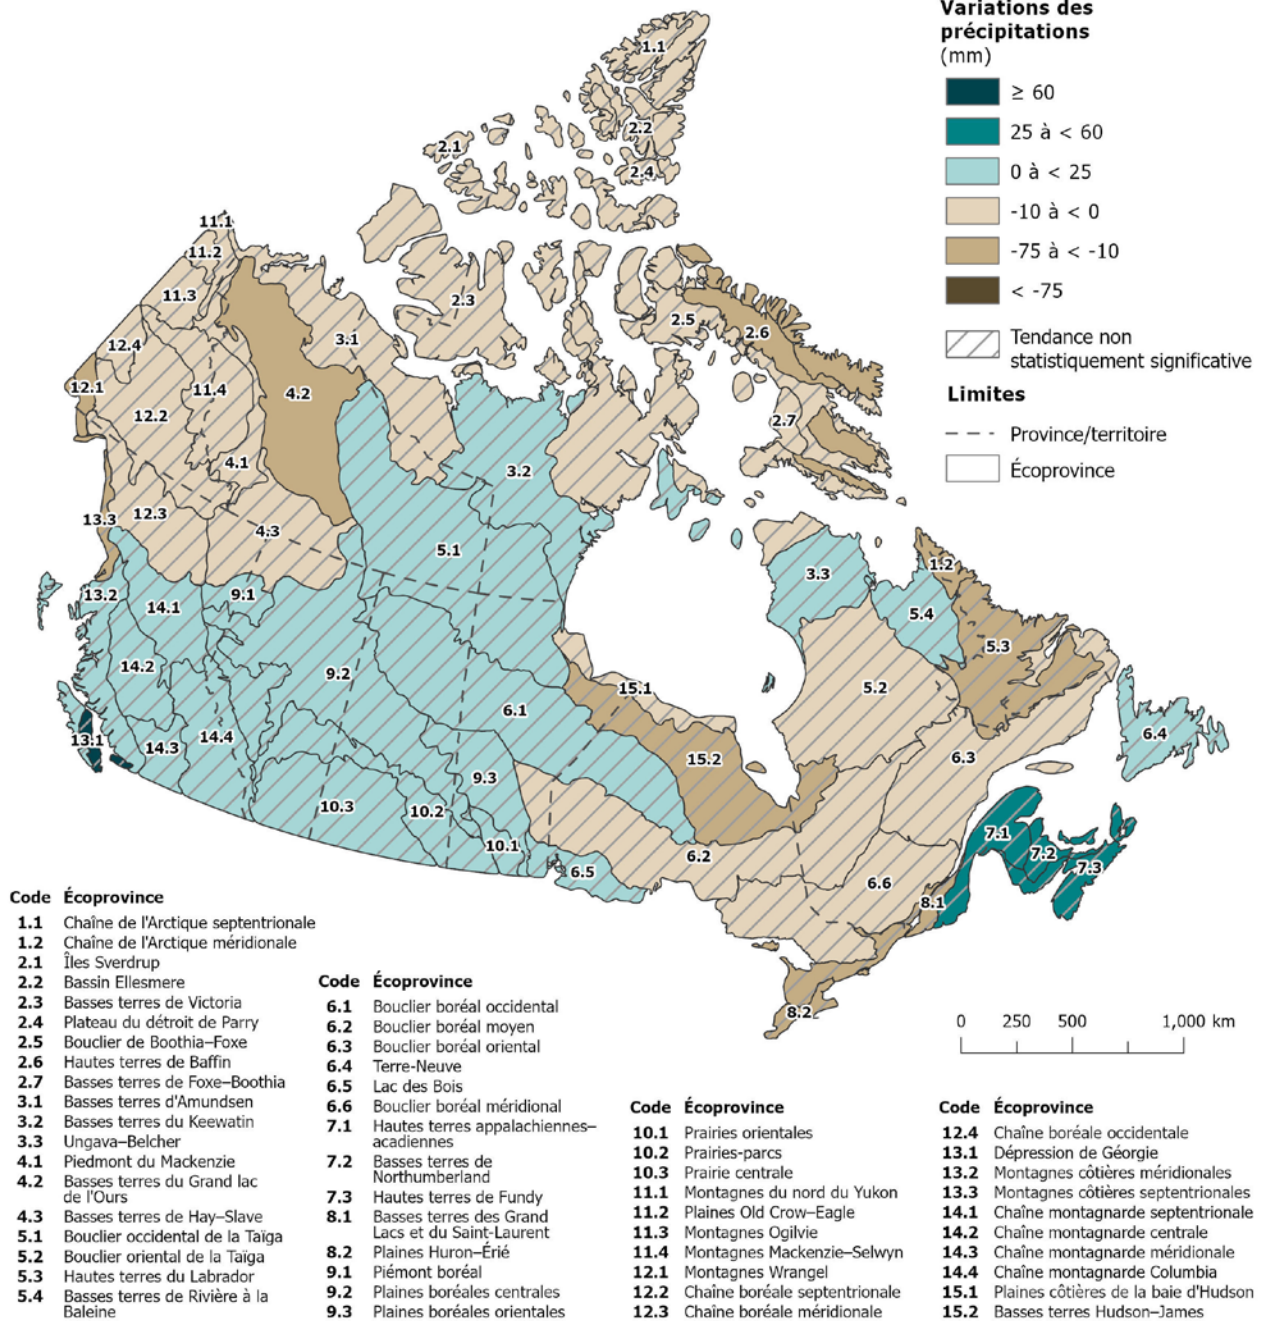 Variations des
précipitations
(mm)
≥ 60
25 à < 60
0 à < 25
-10 à < 0
-75 à < -10
< -75
Tendance non
statistiquement significative
Limites
Province/territoire
Écoprovince
1.1
2.2
2.1
2.4
11.1
11.2
11.3
2.3
2.5
2.6
12.4
3.1
12.1
11.4
4.2
12.2
2.7
4.1
3.2
13.3
12.3
4.3
5.1
1.2
3.3
13.2
14.1
9.1
5.4
5.3
14.2
9.2
15.1
5.2
6.1
13.1
14.3
14.4
6.4
15.2
6.3
9.3
10.3
10.2
7.1
10.1
7.2
6.2
7.3
6.5
6.6
8.1
8.2
0 250 500 1,000 km
Code Écoprovince
1.1 Chaîne de l'Arctique septentrionale
1.2 Chaîne de l'Arctique méridionale
2.1 Îles Sverdrup
2.2 Bassin Ellesmere
2.3 Basses terres de Victoria
2.4 Plateau du détroit de Parry
2.5 Bouclier de Boothia–Foxe
2.6 Hautes terres de Baffin
2.7 Basses terres de Foxe–Boothia
3.1 Basses terres d'Amundsen
3.2 Basses terres du Keewatin
3.3 Ungava–Belcher
4.1 Piedmont du Mackenzie
4.2 Basses terres du Grand lac
de l'Ours
4.3 Basses terres de Hay–Slave
5.1 Bouclier occidental de la Taïga
5.2 Bouclier oriental de la Taïga
5.3 Hautes terres du Labrador
5.4 Basses terres de Rivière à la
Baleine
Code Écoprovince
6.1 Bouclier boréal occidental
6.2 Bouclier boréal moyen
6.3 Bouclier boréal oriental
6.4 Terre-Neuve
6.5 Lac des Bois
6.6 Bouclier boréal méridional
7.1 Hautes terres appalachiennes–
acadiennes
7.2 Basses terres de
Northumberland
7.3 Hautes terres de Fundy
8.1 Basses terres des Grand
Lacs et du Saint-Laurent
8.2 Plaines Huron–Érié
9.1 Piémont boréal
9.2 Plaines boréales centrales
9.3 Plaines boréales orientales
Code Écoprovince
10.1 Prairies orientales
10.2 Prairies-parcs
10.3 Prairie centrale
11.1 Montagnes du nord du Yukon
11.2 Plaines Old Crow–Eagle
11.3 Montagnes Ogilvie
11.4 Montagnes Mackenzie–Selwyn
12.1 Montagnes Wrangel
12.2 Chaîne boréale septentrionale
12.3 Chaîne boréale méridionale
Code Écoprovince
12.4 Chaîne boréale occidentale
13.1 Dépression de Géorgie
13.2 Montagnes côtières méridionales
13.3 Montagnes côtières septentrionales
14.1 Chaîne montagnarde septentrionale
14.2 Chaîne montagnarde centrale
14.3 Chaîne montagnarde méridionale
14.4 Chaîne montagnarde Columbia
15.1 Plaines côtières de la baie d'Hudson
15.2 Basses terres Hudson–James